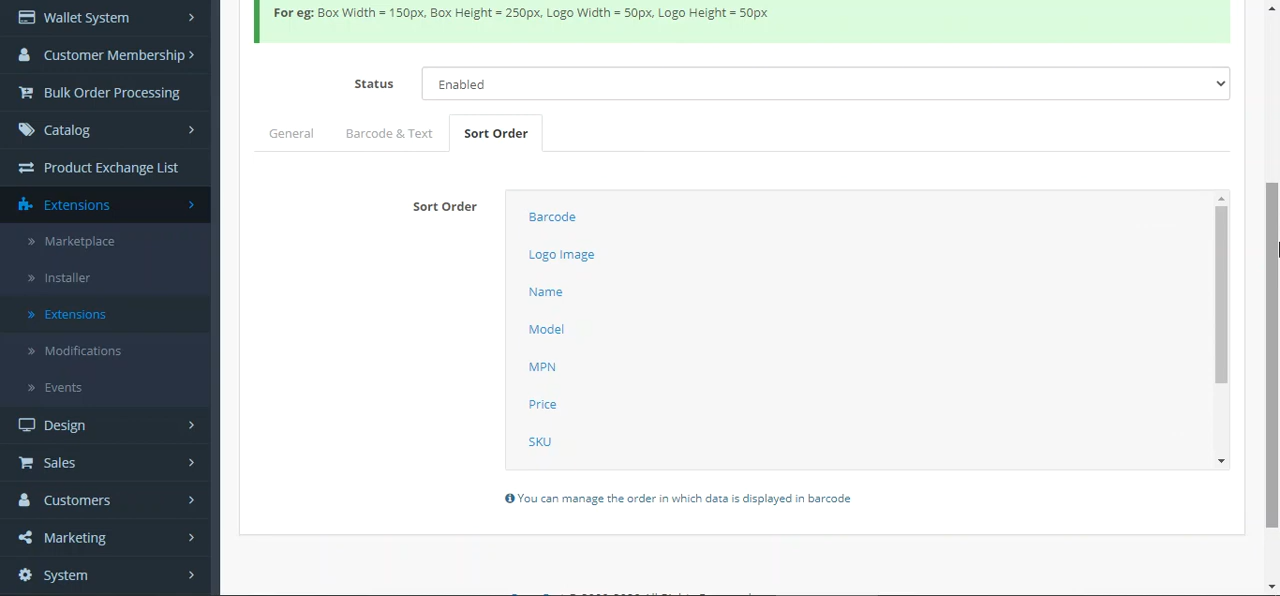 Wallet System
Customer Membership
Bulk Order Processing
Catalog
Product Exchange List
Extensions
Marketplace
Installer
Extensions
Modifications
Events
Design
Sales
Customers
Marketing
System
For eg: Box Width = 150px, Box Height = 250px, Logo Width = 50px, Logo Height = 50px
Status
Enabled
General
Barcode & Text
Sort Order
Sort Order
Barcode
Logo Image
Name
Model
MPN
Price
SKU
You can manage the order in which data is displayed in barcode